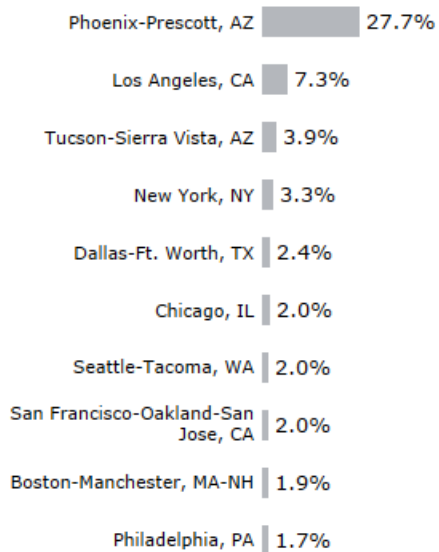 Phoenix-Prescott, AZ 27.7%
Los Angeles, CA 7.3%
Tucson-Sierra Vista, AZ 3.9%
New York, NY 3.3%
Dallas-Ft. Worth, TX 2.4%
Chicago, IL 2.0%
Seattle-Tacoma, WA 2.0%
San Francisco-Oakland-San
Jose, CA 2.0%
Boston-Manchester, MA-NH 1.9%
Philadelphia, PA 1.7%